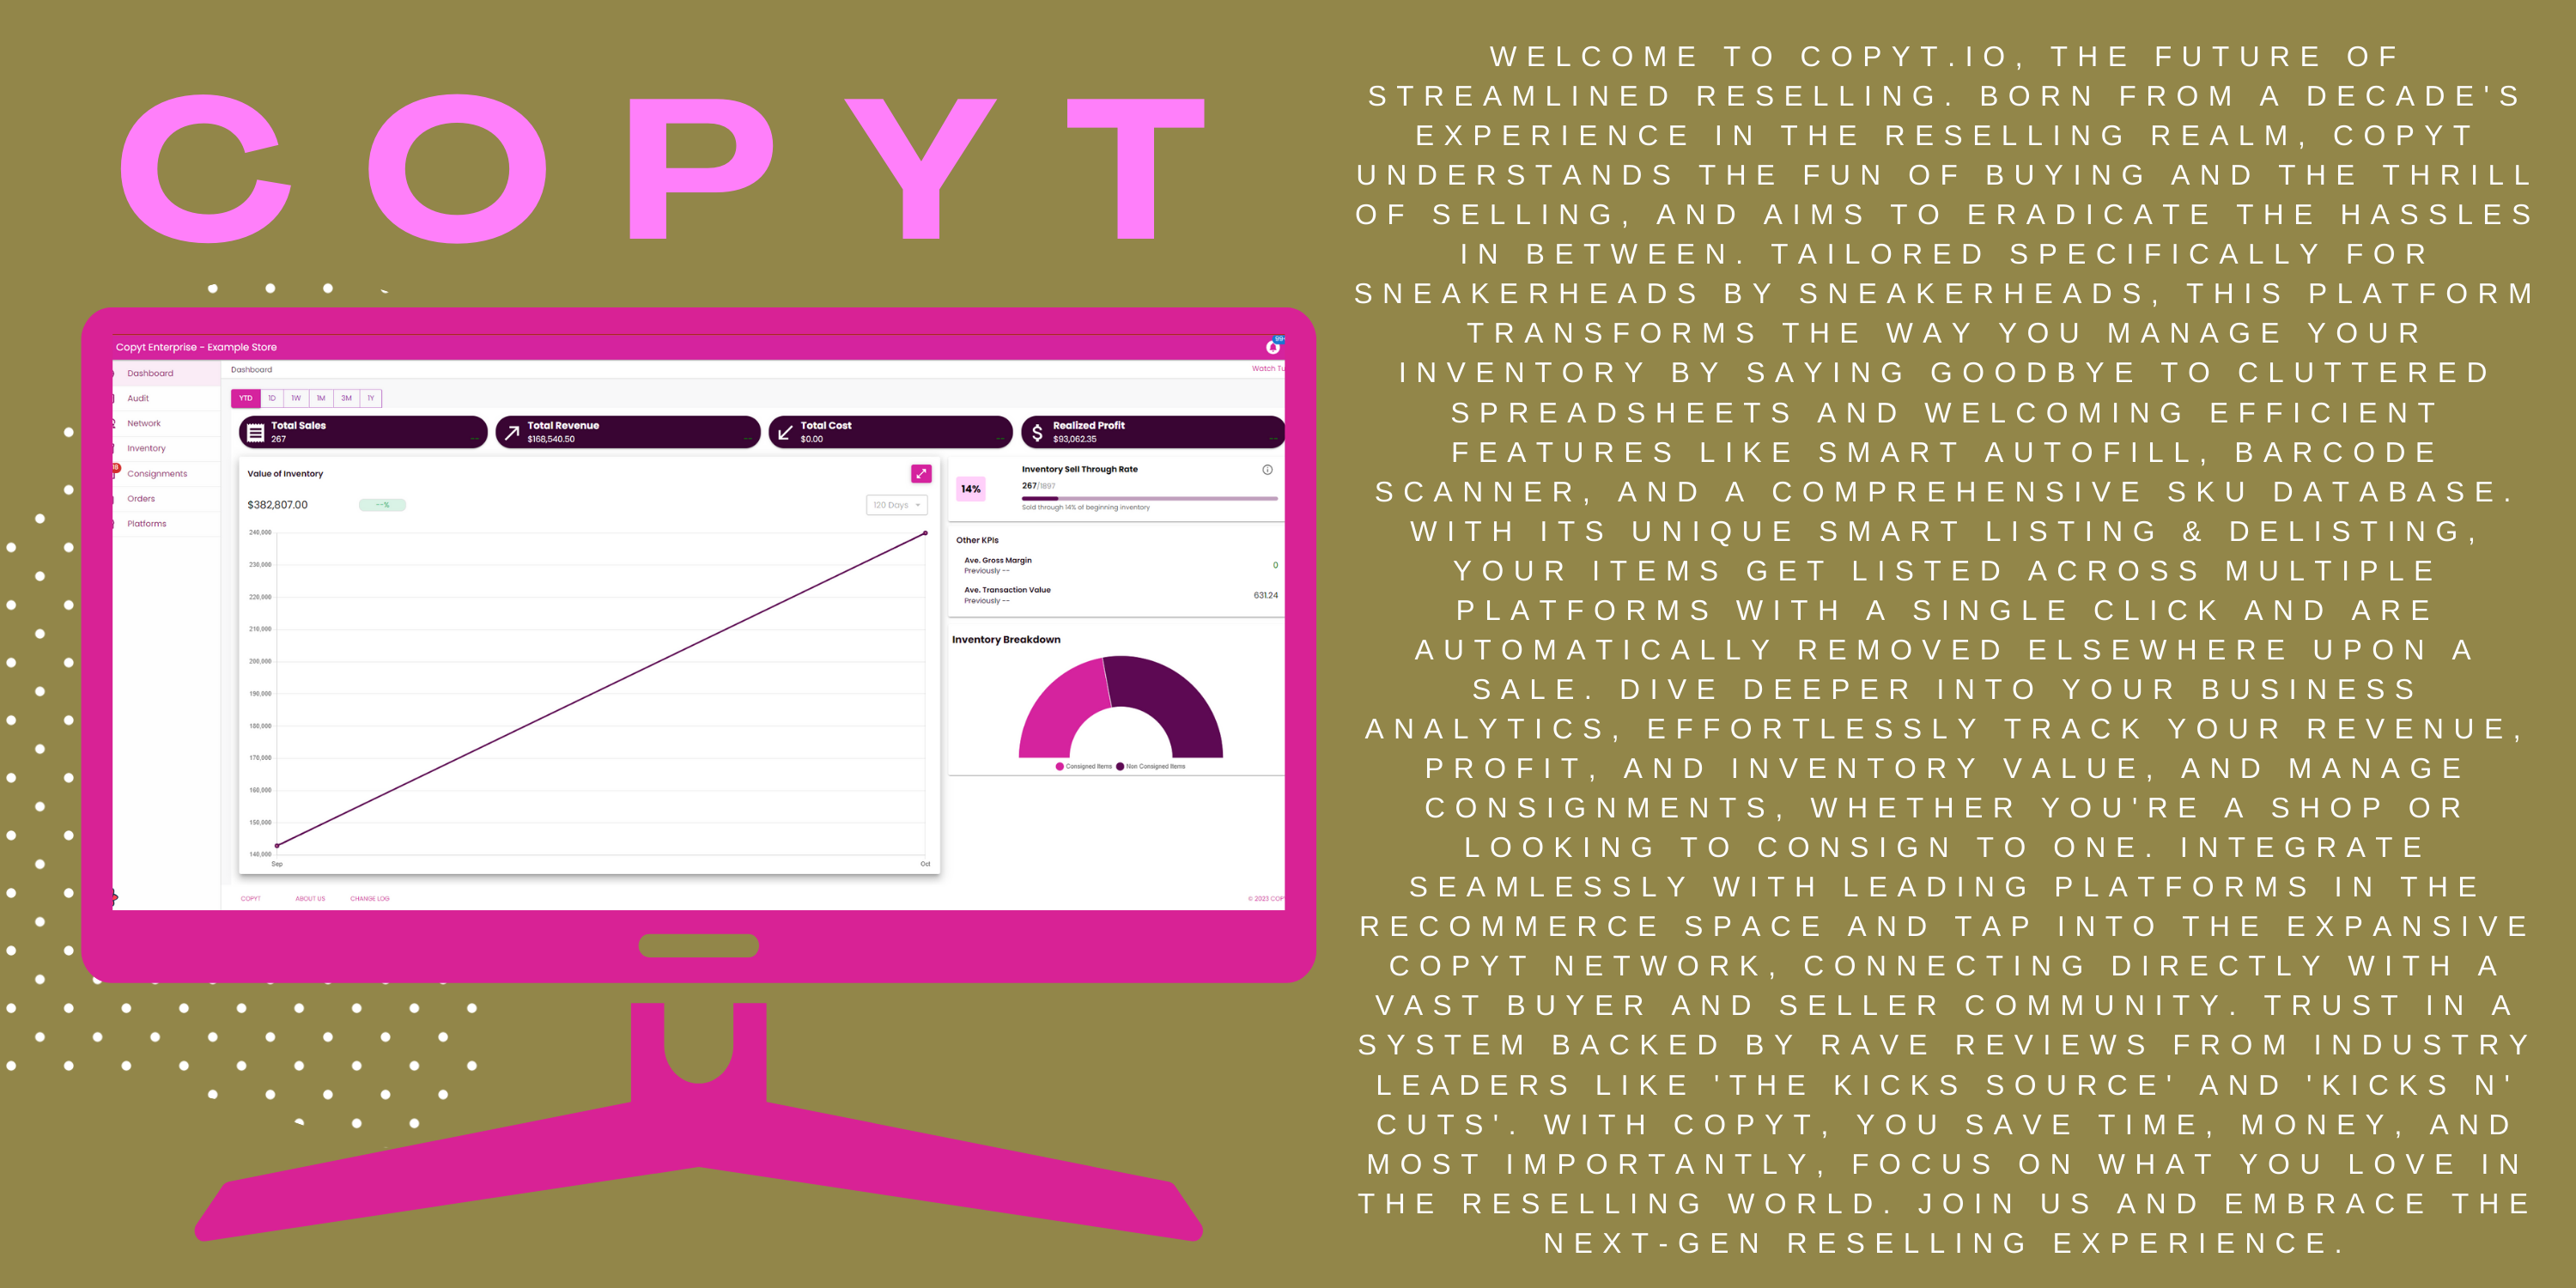 COPYT
Copyt Enterprise - Example Store
99
Dashboard
Audit
Network
Inventory
Consignments
Orders
Platforms
Dashboard
Watch
YTD 1D 1W 1M 3M 1Y
Total Sales
267
--
Total Revenue
$168,540.50
--
Total Cost
$0.00
--
Realized Profit
$93,062.35
--
Value of Inventory
$382,807.00
--%
120 Days
240,000
230,000
220,000
210,000
200,000
190,000
180,000
170,000
160,000
150,000
140,000
Sep Oct
14%
Inventory Sell Through Rate
267/1897
Sold through 14% of beginning inventory
Other KPIs
Ave. Gross Margin
Previously --
0
Ave. Transaction Value
Previously --
631.24
Inventory Breakdown
Consigned Items Non Consigned Items
COPYT ABOUT US CHANGE LOG
© 2023
WELCOME TO COPYT.IO, THE FUTURE OF
STREAMLINED RESELLING. BORN FROM A DECADE'S
EXPERIENCE IN THE RESELLING REALM, COPYT
UNDERSTANDS THE FUN OF BUYING AND THE THRILL
OF SELLING, AND AIMS TO ERADICATE THE HASSLES
IN BETWEEN. TAILORED SPECIFICALLY FOR
SNEAKERHEADS BY SNEAKERHEADS, THIS PLATFORM
TRANSFORMS THE WAY YOU MANAGE YOUR
INVENTORY BY SAYING GOODBYE TO CLUTTERED
SPREADSHEETS AND WELCOMING EFFICIENT
FEATURES LIKE SMART AUTOFILL, BARCODE
SCANNER, AND A COMPREHENSIVE SKU DATABASE.
WITH ITS UNIQUE SMART LISTING & DELISTING,
YOUR ITEMS GET LISTED ACROSS MULTIPLE
PLATFORMS WITH A SINGLE CLICK AND ARE
AUTOMATICALLY REMOVED ELSEWHERE UPON A
SALE. DIVE DEEPER INTO YOUR BUSINESS
ANALYTICS, EFFORTLESSLY TRACK YOUR REVENUE,
PROFIT, AND INVENTORY VALUE, AND MANAGE
CONSIGNMENTS, WHETHER YOU'RE A SHOP OR
LOOKING TO CONSIGN TO ONE. INTEGRATE
SEAMLESSLY WITH LEADING PLATFORMS IN THE
RECOMMERCE SPACE AND TAP INTO THE EXPANSIVE
COPYT NETWORK, CONNECTING DIRECTLY WITH A
VAST BUYER AND SELLER COMMUNITY. TRUST IN A
SYSTEM BACKED BY RAVE REVIEWS FROM INDUSTRY
LEADERS LIKE 'THE KICKS SOURCE' AND 'KICKS N'
CUTS'. WITH COPYT, YOU SAVE TIME, MONEY, AND
MOST IMPORTANTLY, FOCUS ON WHAT YOU LOVE IN
THE RESELLING WORLD. JOIN US AND EMBRACE THE
NEXT-GEN RESELLING EXPERIENCE.